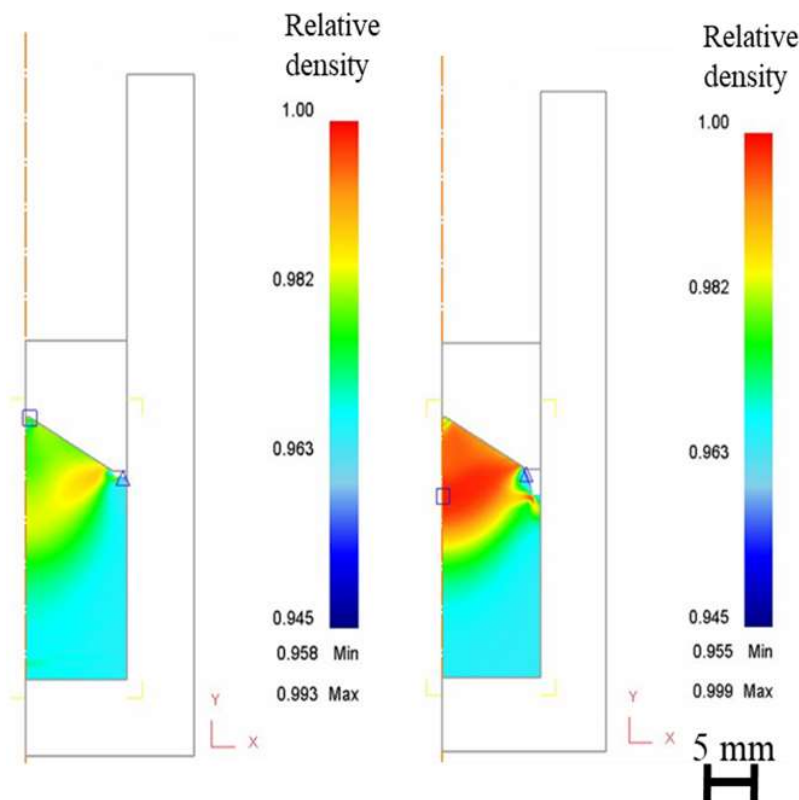 Relative
density
1.00
0.982
0.963
0.945
0.958 Min
0.993 Max
Y
X
Relative
density
1.00
0.982
0.963
0.945
0.955 Min
0.999 Max
Y
X
5 mm